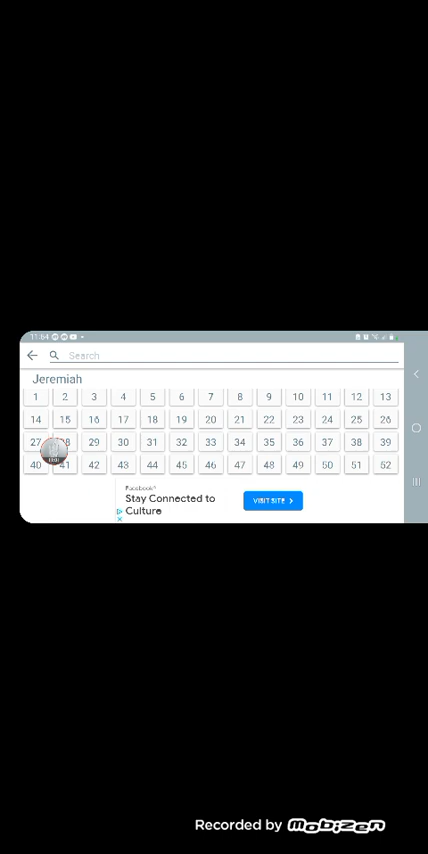 11:54
Search
Jeremiah
1 2 3 4 5 6 7 8 9 10 11 12 13
14 15 16 17 18 19 20 21 22 23 24 25 26
27 28 29 30 31 32 33 34 35 36 37 38 39
40 41 42 43 44 45 46 47 48 49 50 51 52
Facebook®
Stay Connected to
Culture
VISIT SITE
Recorded by Mobizen